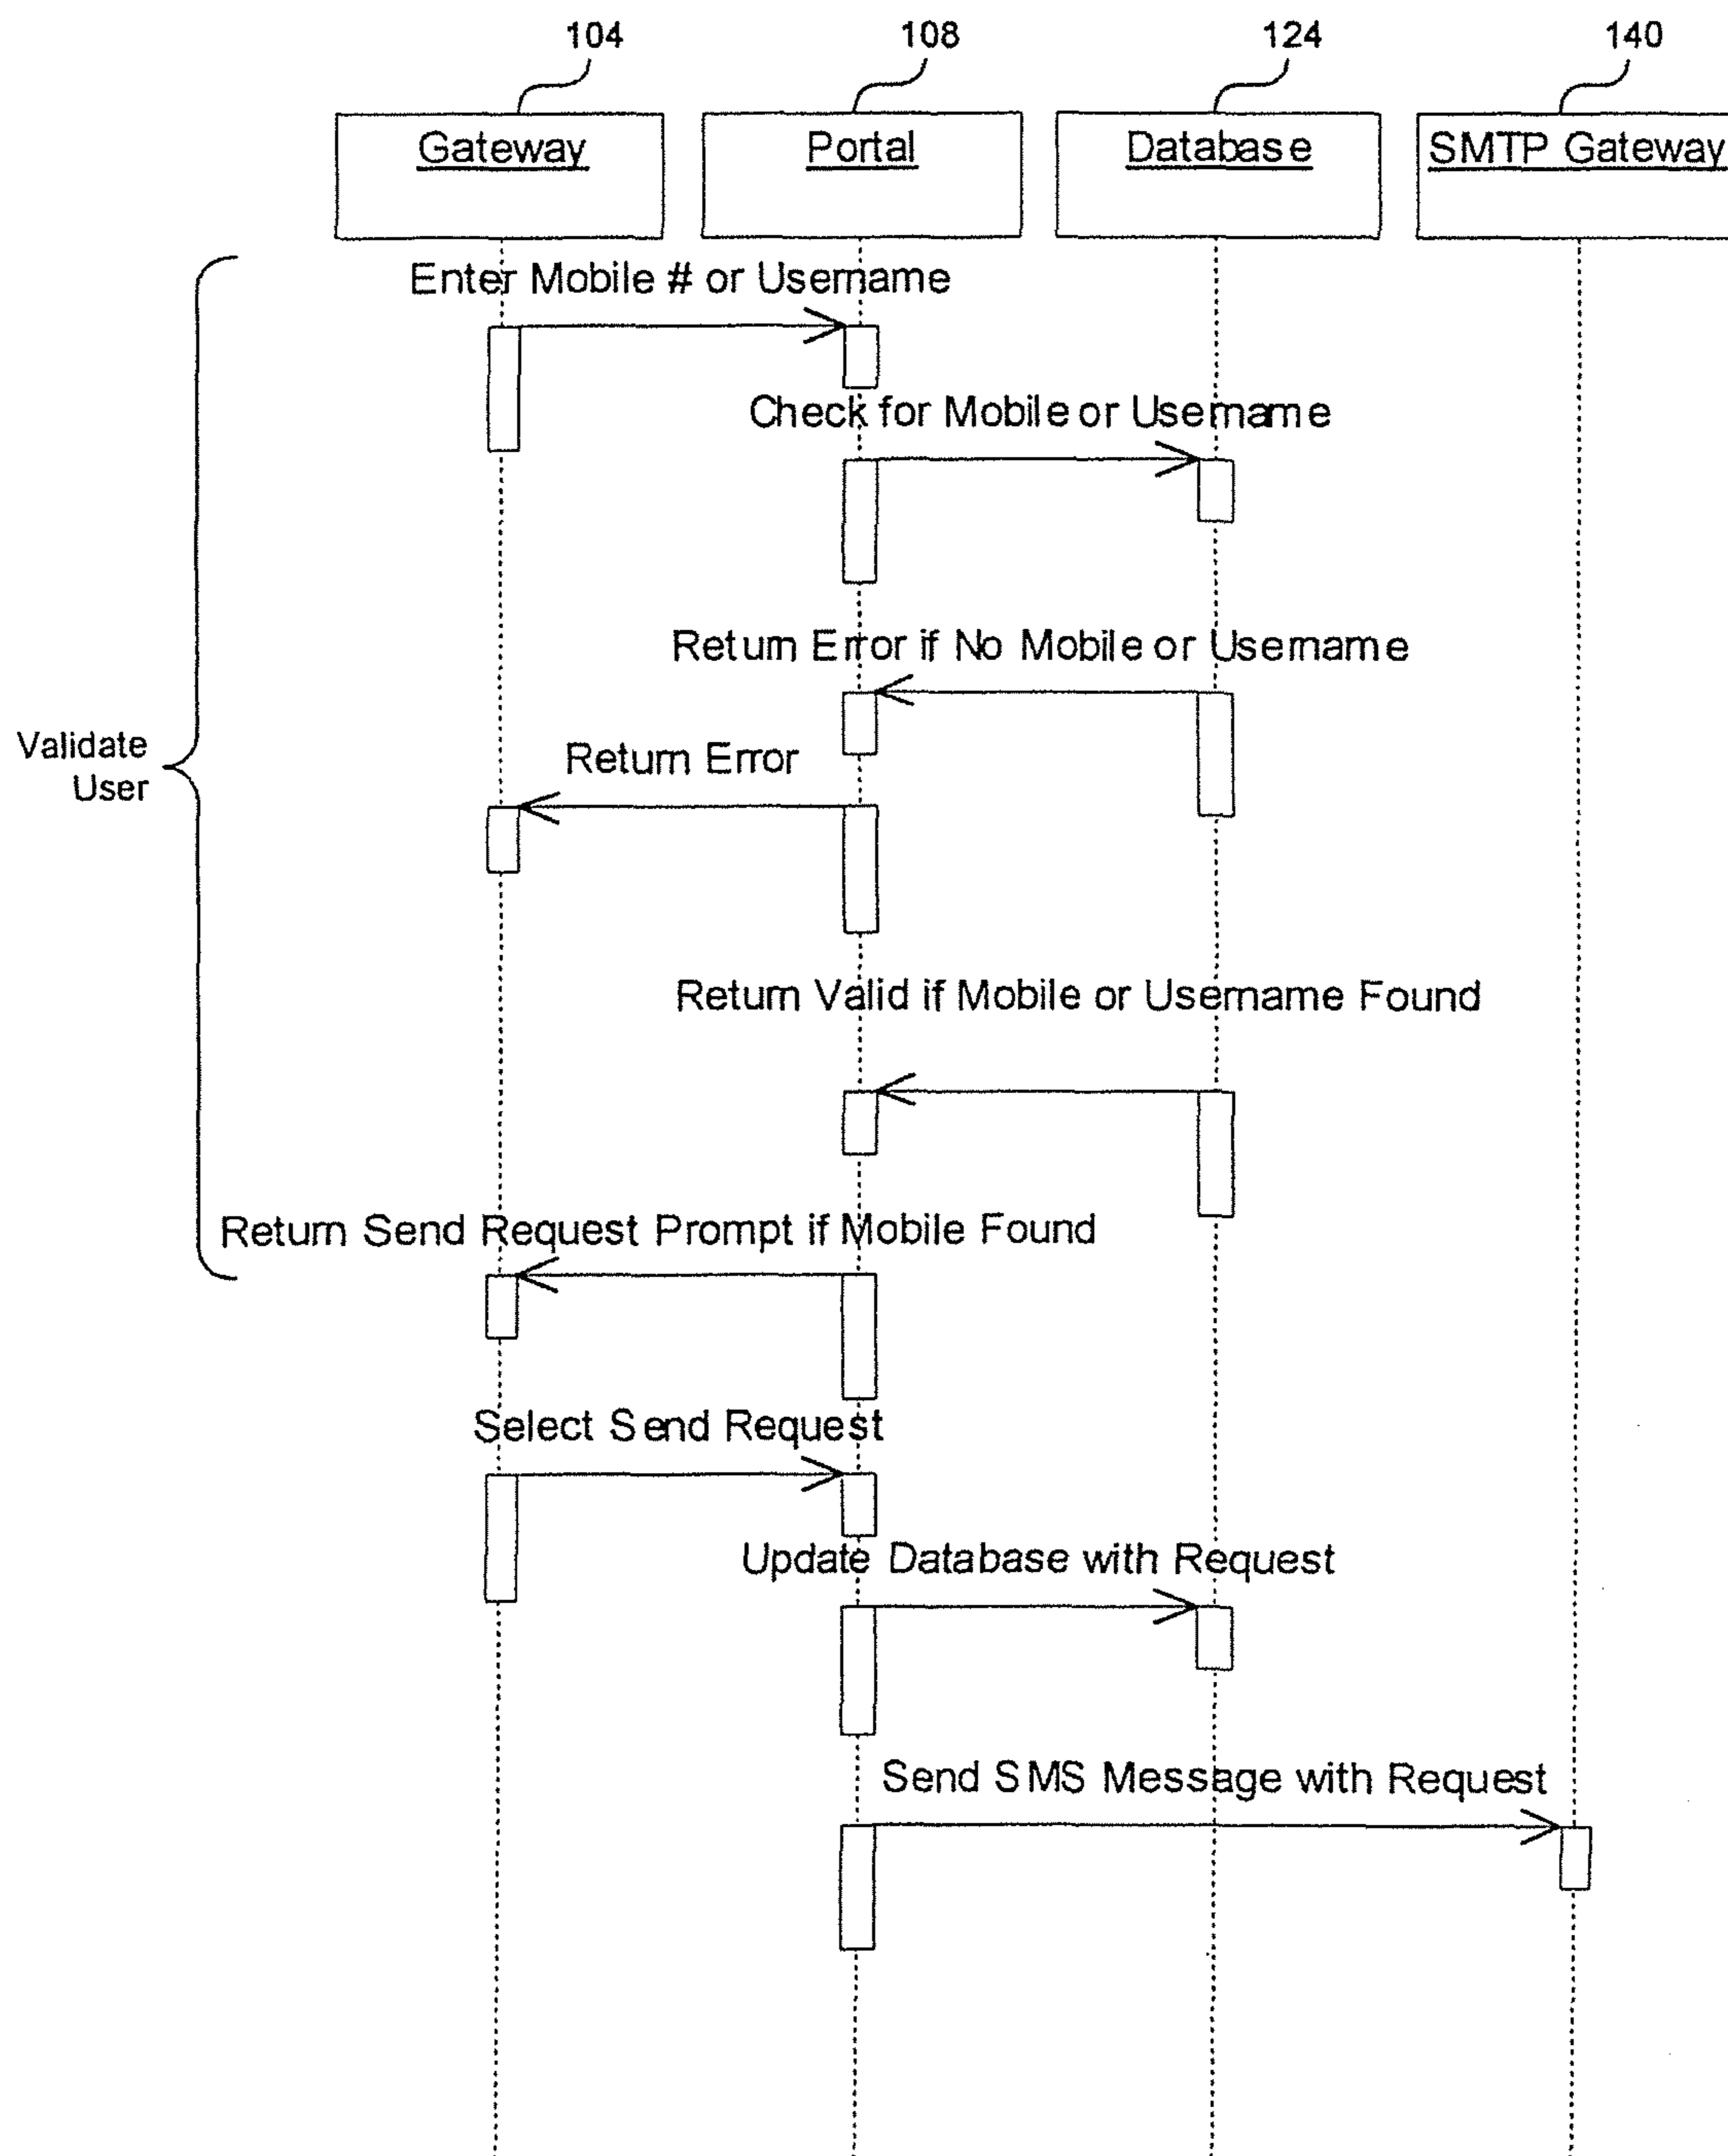 104 108 124 140
Gateway Portal Database SMTP Gateway
Enter Mobile # or Username
Check for Mobile or Username
Return Error if No Mobile or Username
Validate
User
Return Error
Return Valid if Mobile or Username Found
Return Send Request Prompt if Mobile Found
Select Send Request
Update Database with Request
Send SMS Message with Request